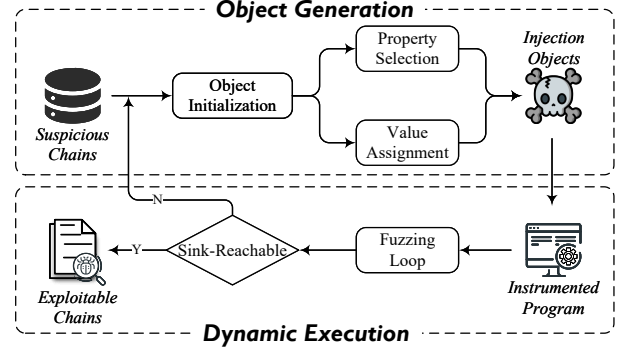 Object Generation
Suspicious
Chains
Object
Initialization
Property
Selection
Value
Assignment
Injection
Objects
N
Exploitable
Chains
Y
Sink-Reachable
Fuzzing
Loop
Instrumented
Program
Dynamic Execution